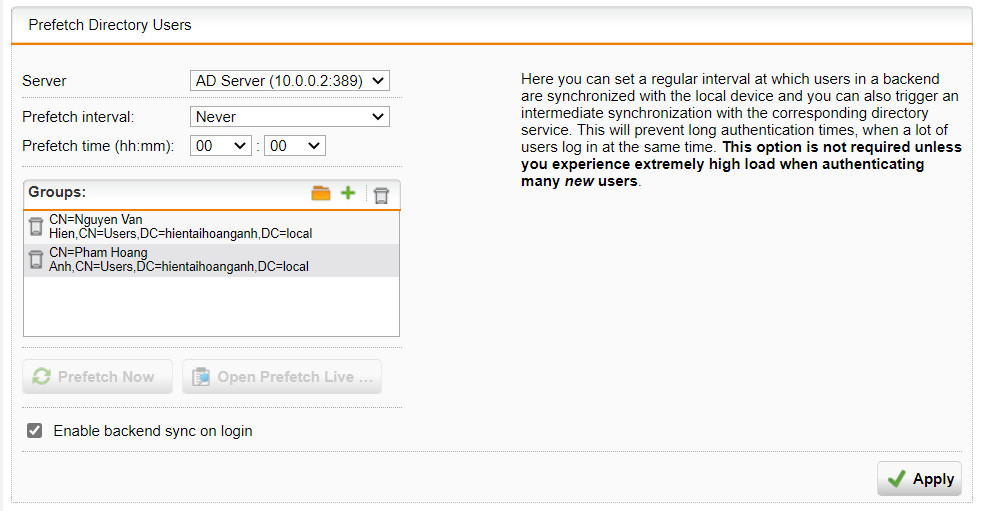 Prefetch Directory Users
Server
AD Server (10.0.0.2:389)
Prefetch interval:
Never
Prefetch time (hh:mm):
00 : 00
Groups:
CN=Nguyen Van
Hien,CN=Users,DC=hientaihoanganh,DC=local
CN=Pham Hoang
Anh,CN=Users,DC=hientaihoanganh,DC=local
Prefetch Now
Open Prefetch Live ...
Enable backend sync on login
Here you can set a regular interval at which users in a backend
are synchronized with the local device and you can also trigger an
intermediate synchronization with the corresponding directory
service. This will prevent long authentication times, when a lot of
users log in at the same time. This option is not required unless
you experience extremely high load when authenticating
many new users.
Apply